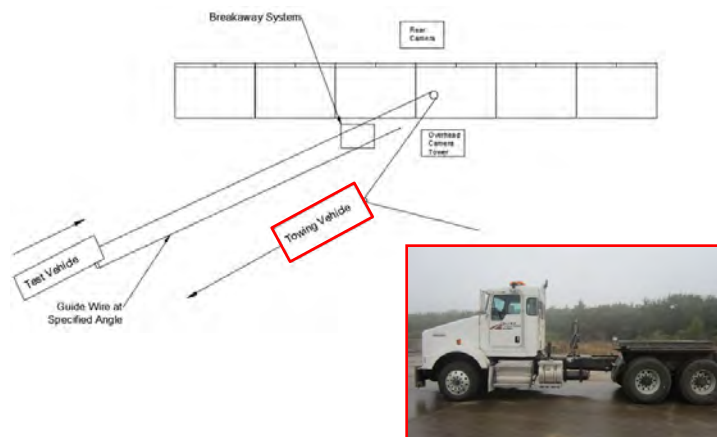 Breakaway System
Rear
Camera
Overhead
Camera
Tower
Towing Vehicle
Test Vehicle
Guide Wire at
Specified Angle